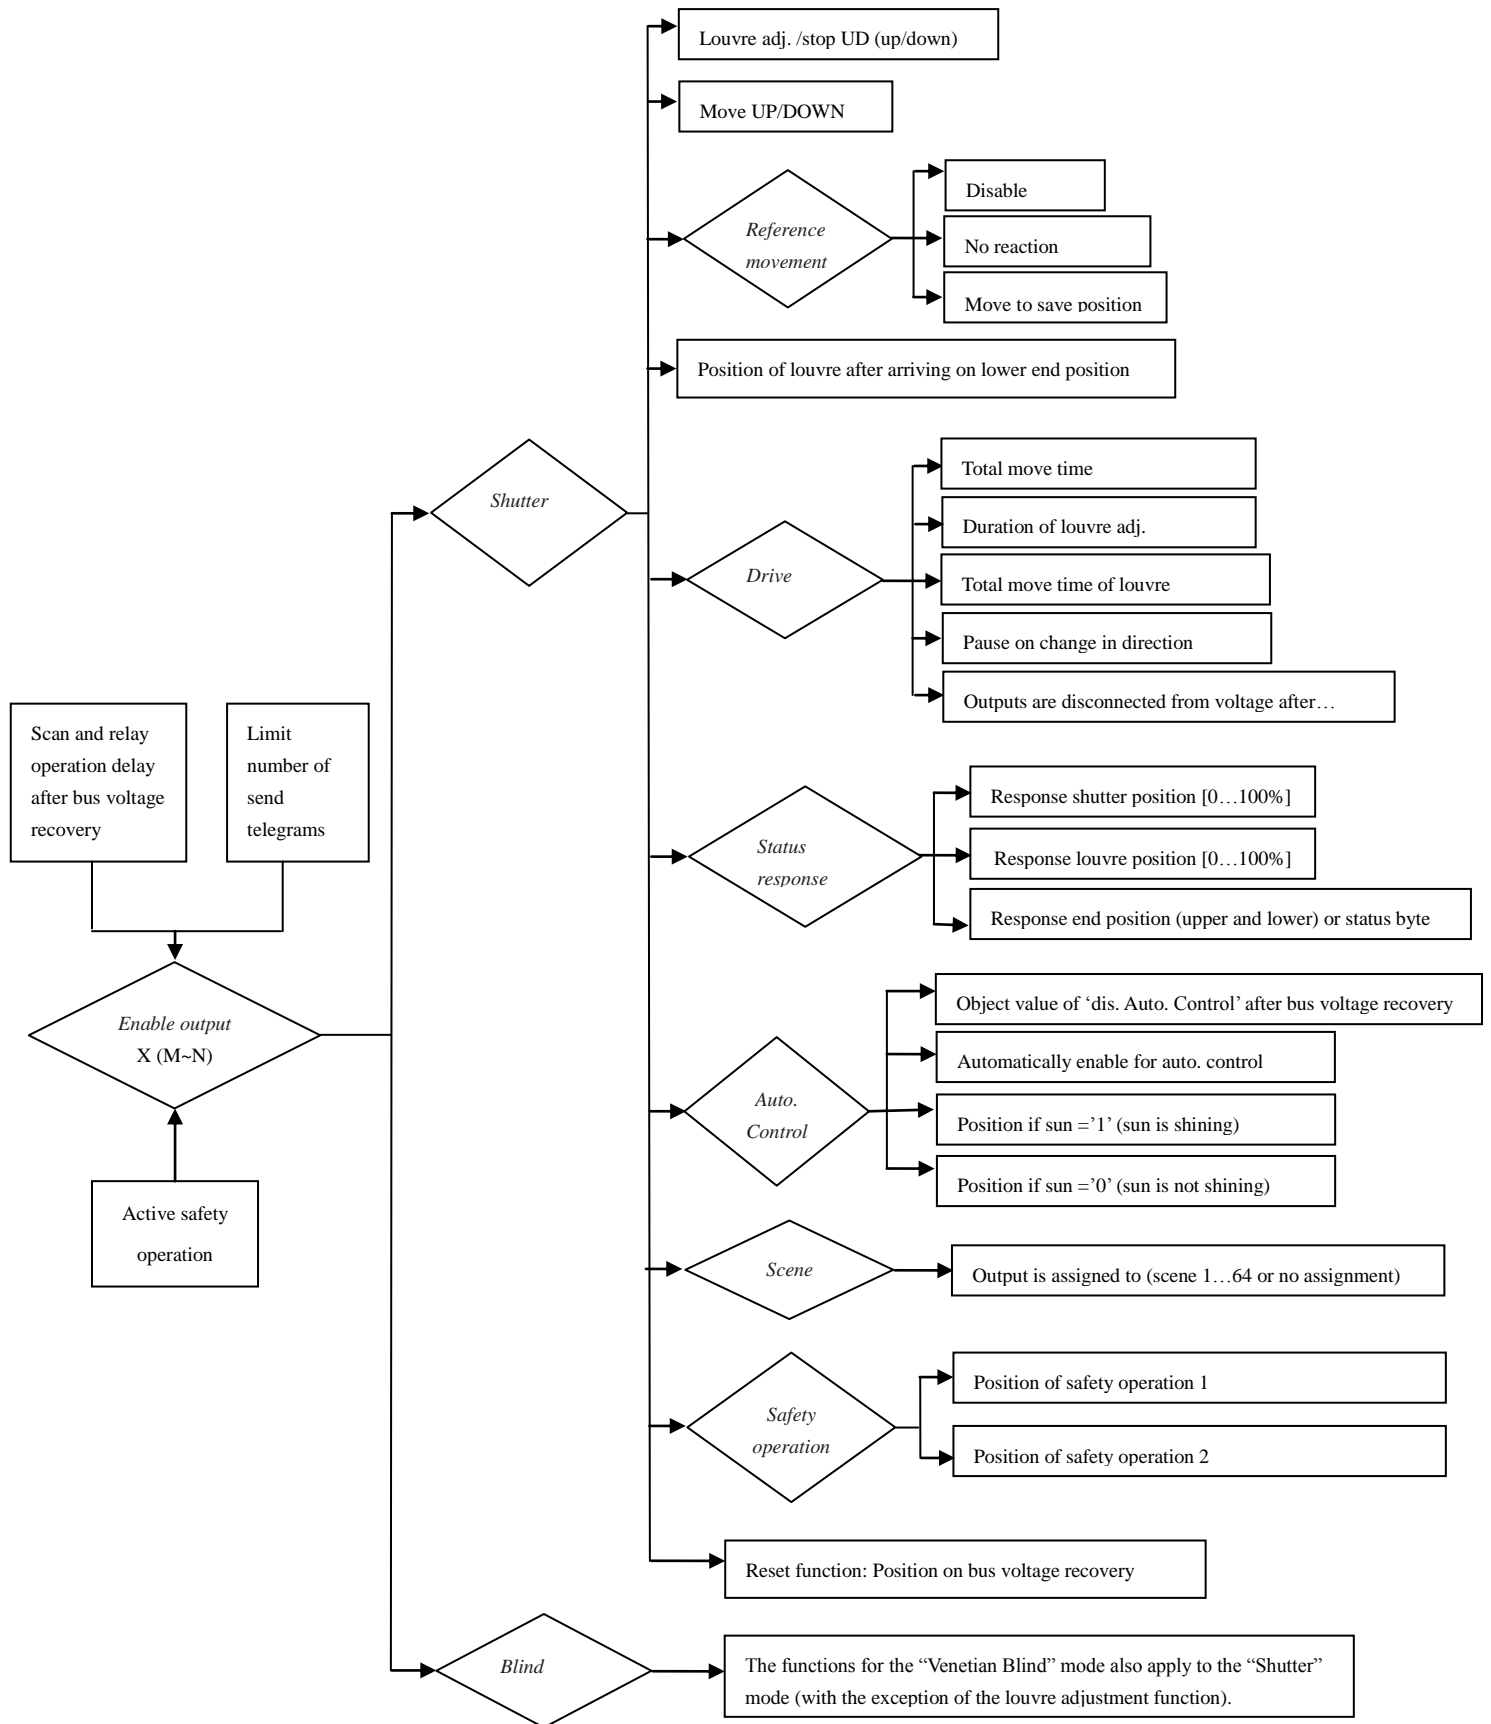 Louvre adj. /stop UD (up/down)
Move UP/DOWN
Reference
movement
Disable
No reaction
Move to save position
Position of louvre after arriving on lower end position
Shutter
Total move time
Duration of louvre adj.
Drive
Total move time of louvre
Pause on change in direction
Outputs are disconnected from voltage after…
Scan and relay
operation delay
after bus voltage
recovery
Limit
number of
send
telegrams
Status
response
Response shutter position [0…100%]
Response louvre position [0…100%]
Response end position (upper and lower) or status byte
Enable output
X (M~N)
Object value of ‘dis. Auto. Control’ after bus voltage recovery
Automatically enable for auto. control
Auto.
Control
Position if sun =’1’ (sun is shining)
Position if sun =’0’ (sun is not shining)
Active safety
operation
Scene
Output is assigned to (scene 1…64 or no assignment)
Safety
operation
Position of safety operation 1
Position of safety operation 2
Reset function: Position on bus voltage recovery
Blind
The functions for the “Venetian Blind” mode also apply to the “Shutter”
mode (with the exception of the louvre adjustment function).